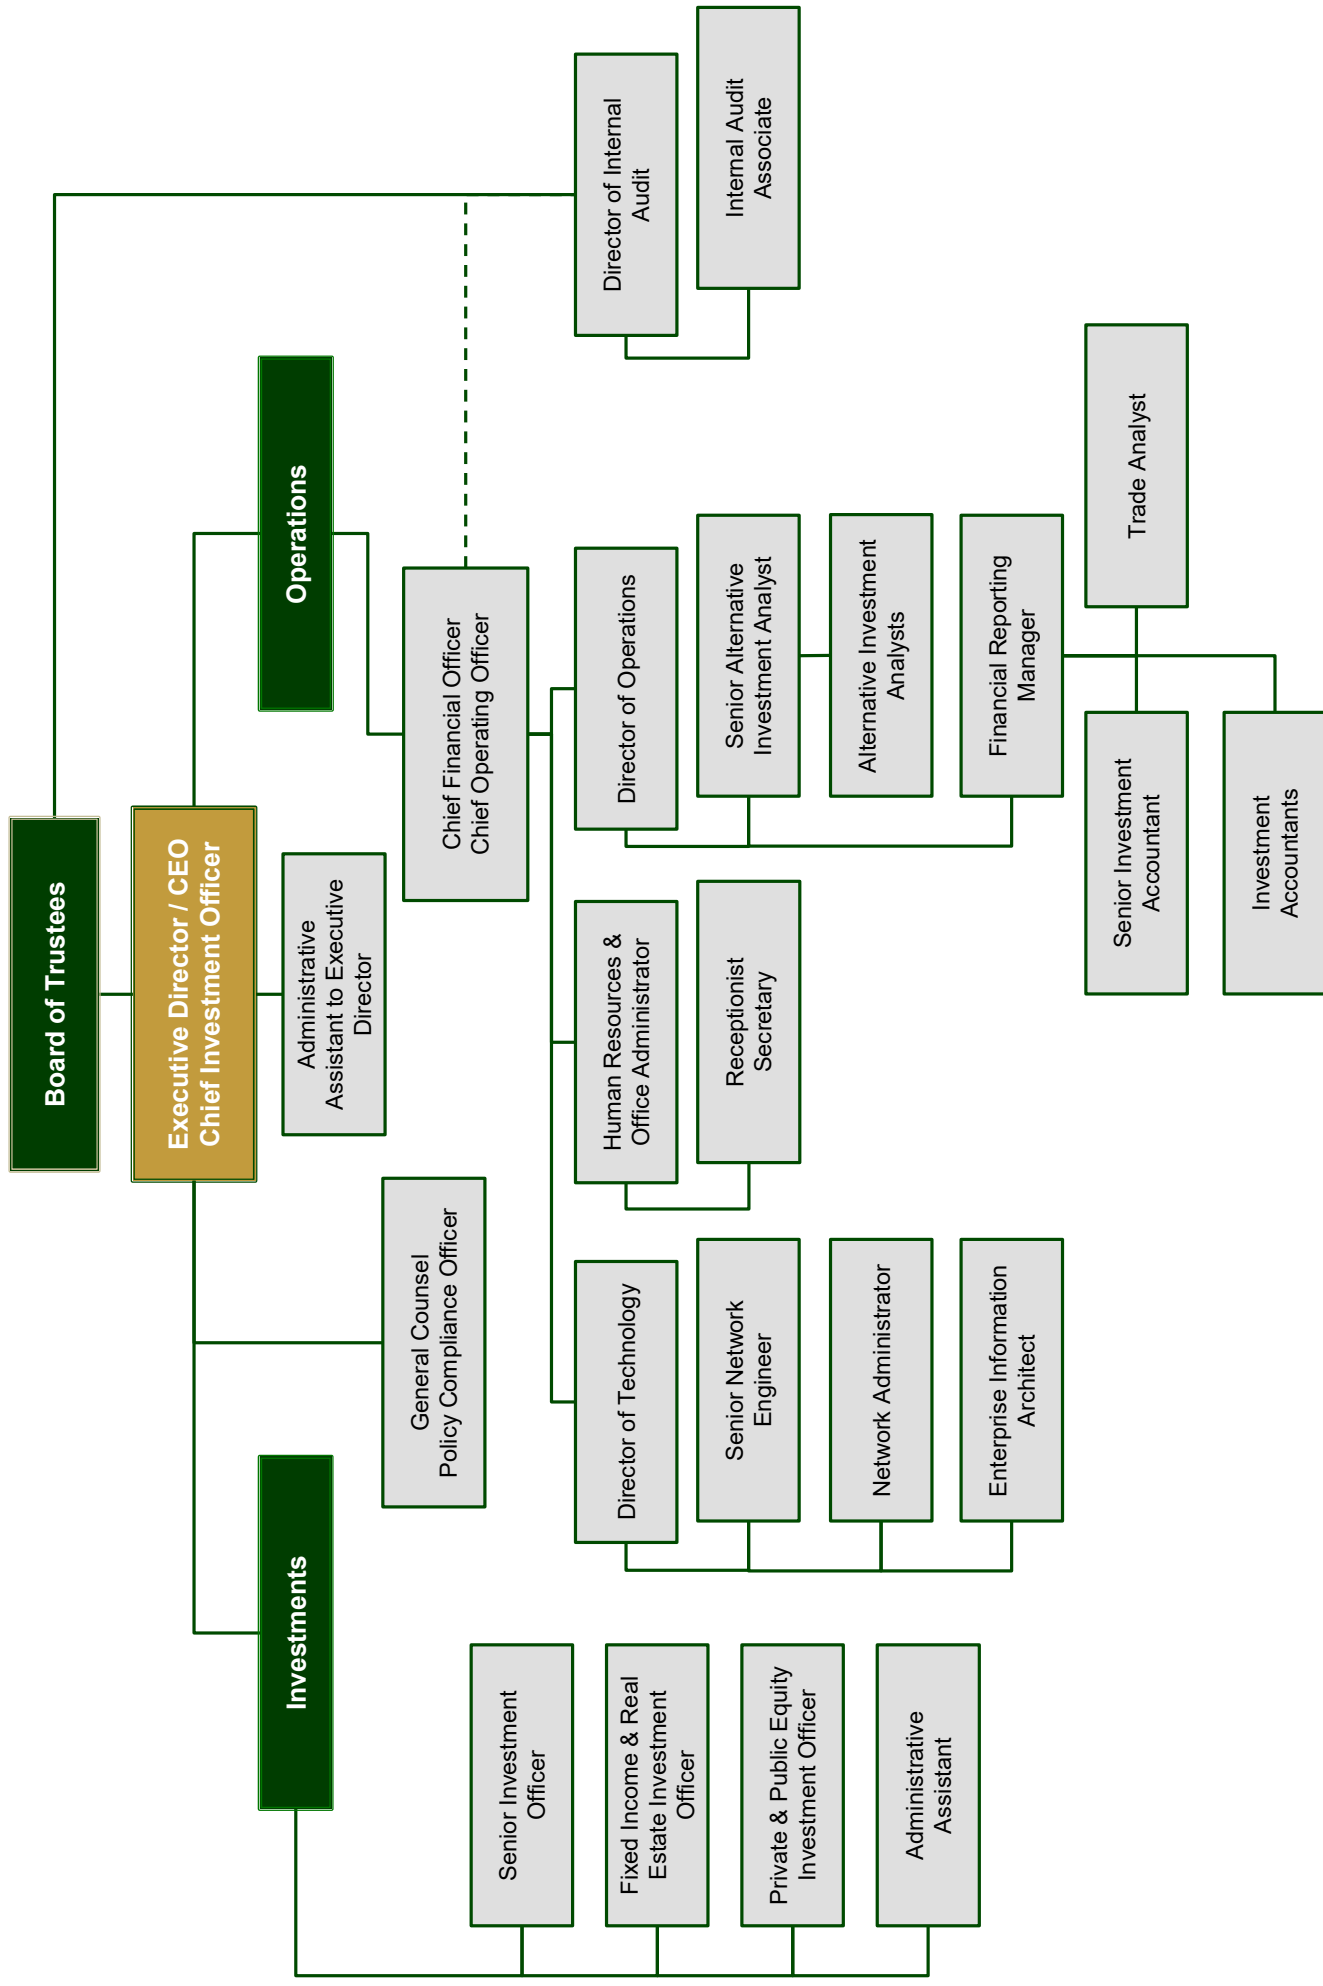 Board of Trustees
Executive Director / CEO
Chief Investment Officer
Administrative
Assistant to Executive
Director
Investments
Operations
General Counsel
Policy Compliance Officer
Chief Financial Officer
Chief Operating Officer
Senior Investment
Officer
Fixed Income & Real
Estate Investment
Officer
Private & Public Equity
Investment Officer
Administrative
Assistant
Director of Technology
Senior Network
Engineer
Network Administrator
Enterprise Information
Architect
Human Resources &
Office Administrator
Receptionist
Secretary
Director of Operations
Senior Alternative
Investment Analyst
Alternative Investment
Analysts
Financial Reporting
Manager
Senior Investment
Accountant
Trade Analyst
Investment
Accountants
Director of Internal
Audit
Internal Audit
Associate